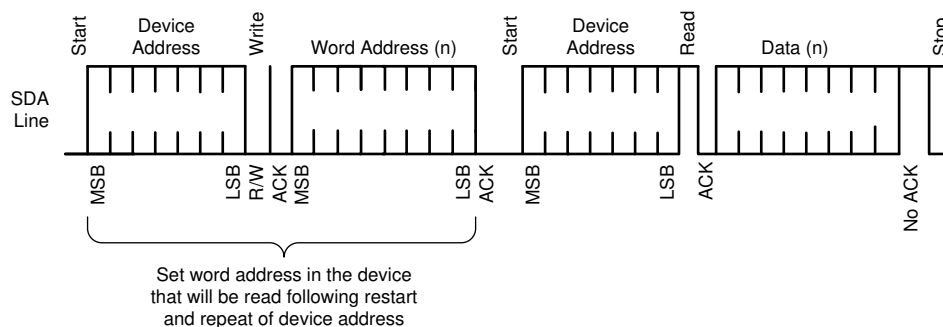 Start
Device
Address
Write
Word Address (n)
Start
Device
Address
Read
Data (n)
Stop
SDA
Line
MSB
LSB
R/W
ACK
MSB
LSB
ACK
MSB
LSB
ACK
No ACK
Set word address in the device
that will be read following restart
and repeat of device address